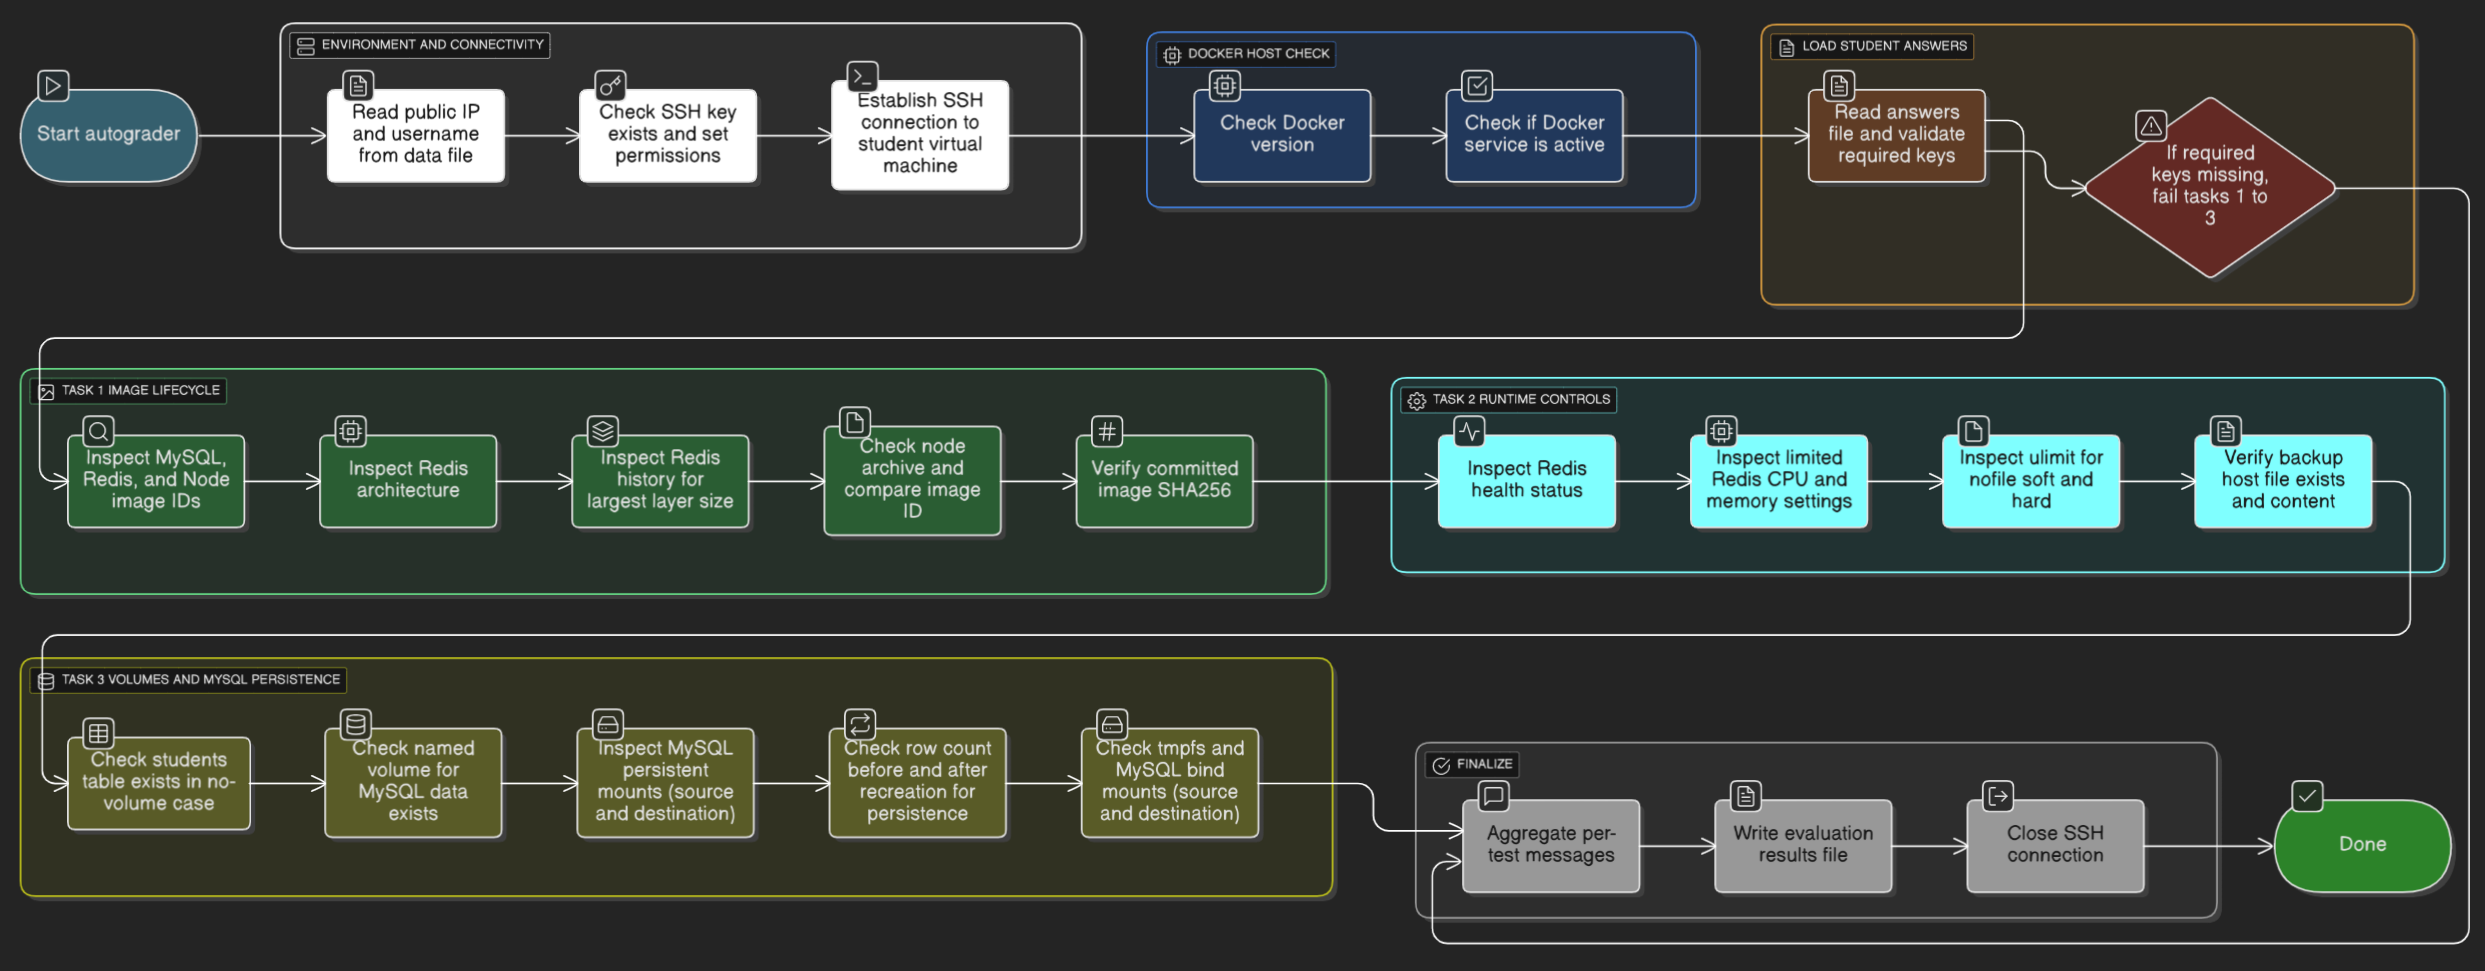 ENVIRONMENT AND CONNECTIVITY
DOCKER HOST CHECK
LOAD STUDENT ANSWERS
Start autograder
Read public IP
and username
from data file
Check SSH key
exists and set
permissions
Establish SSH
connection to
student virtual
machine
Check Docker
version
Check if Docker
service is active
Read answers
file and validate
required keys
If required
keys missing,
fail tasks 1 to
3
TASK 1 IMAGE LIFECYCLE
Inspect MySQL,
Redis, and Node
image IDs
Inspect Redis
architecture
Inspect Redis
history for
largest layer size
Check node
archive and
compare image
ID
Verify committed
image SHA256
TASK 2 RUNTIME CONTROLS
Inspect Redis
health status
Inspect limited
Redis CPU and
memory settings
Inspect ulimit for
nofile soft and
hard
Verify backup
host file exists
and content
TASK 3 VOLUMES AND MYSQL PERSISTENCE
Check students
table exists in no-
volume case
Check named
volume for
MySQL data
exists
Inspect MySQL
persistent
mounts (source
and destination)
Check row count
before and after
recreation for
persistence
Check tmpfs and
MySQL bind
mounts (source
and destination)
FINALIZE
Aggregate per-
test messages
Write evaluation
results file
Close SSH
connection
Done